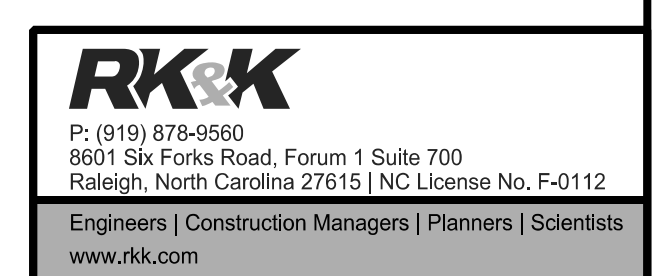 RK&K
P: (919) 878-9560
8601 Six Forks Road, Forum 1 Suite 700
Raleigh, North Carolina 27615 | NC License No. F-0112
Engineers | Construction Managers | Planners | Scientists
www.rkk.com